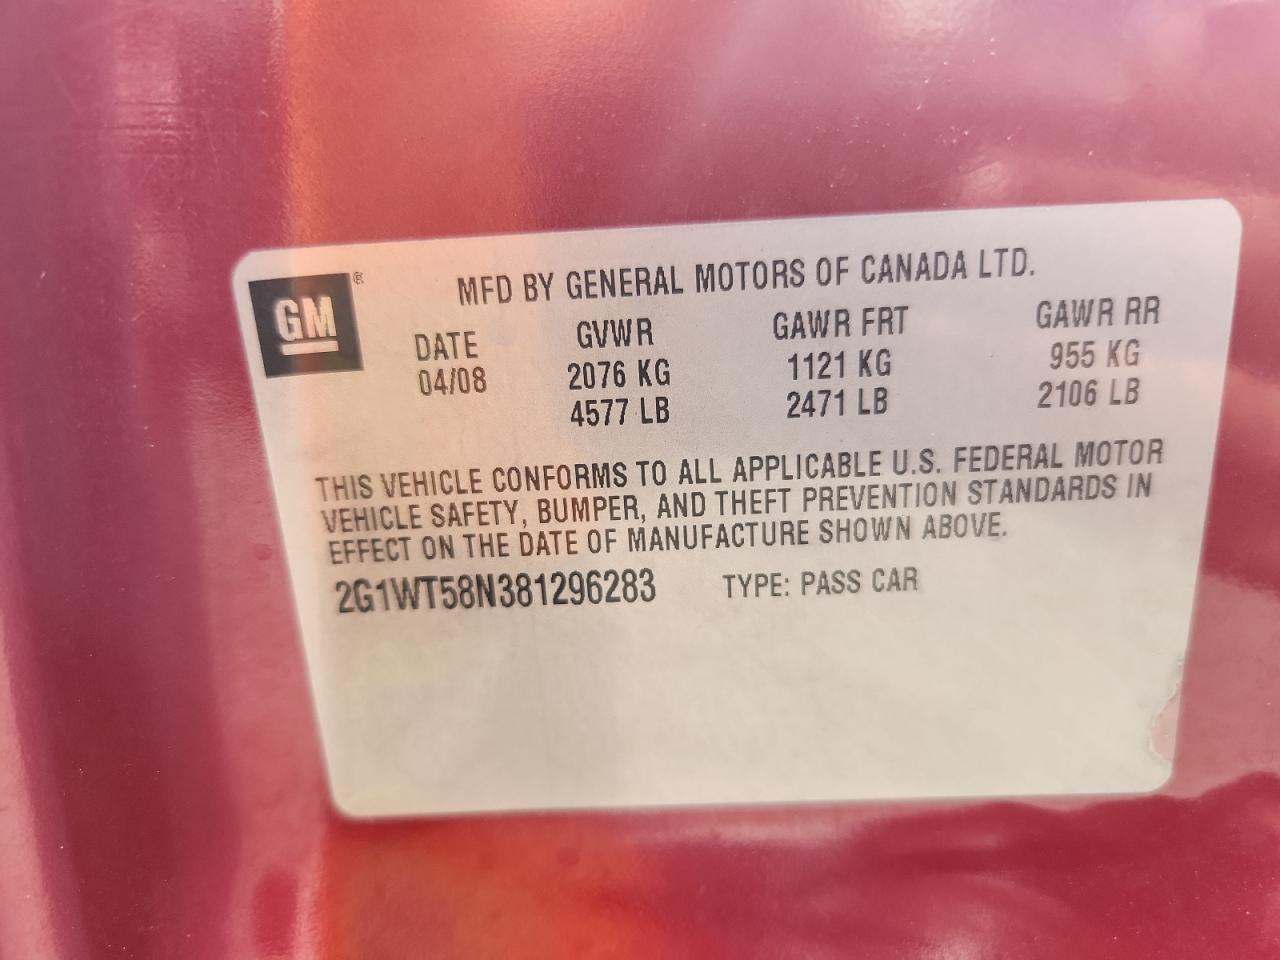 GM®
MFD BY GENERAL MOTORS OF CANADA LTD.
DATE GVWR GAWR FRT GAWR RR
04/08 2076 KG 1121 KG 955 KG
4577 LB 2471 LB 2106 LB
THIS VEHICLE CONFORMS TO ALL APPLICABLE U.S. FEDERAL MOTOR
VEHICLE SAFETY, BUMPER, AND THEFT PREVENTION STANDARDS IN
EFFECT ON THE DATE OF MANUFACTURE SHOWN ABOVE.
2G1WT58N381296283 TYPE: PASS CAR